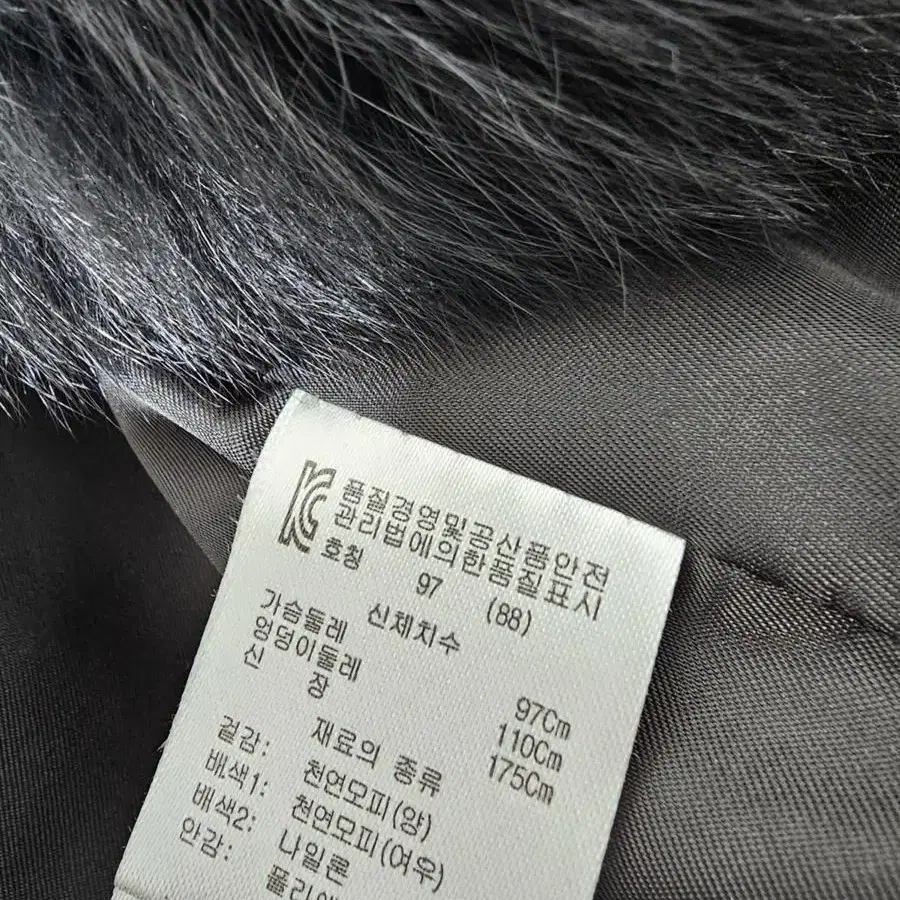 KC 품질경영및공산품안전
관리법에의한품질표시
호칭 97 (88)
신체치수
가슴둘레 97Cm
엉덩이둘레 110Cm
신 장 175Cm
재료의 종류
겉감: 천연모피(양)
배색1: 천연모피(여우)
배색2: 나일론
안감: